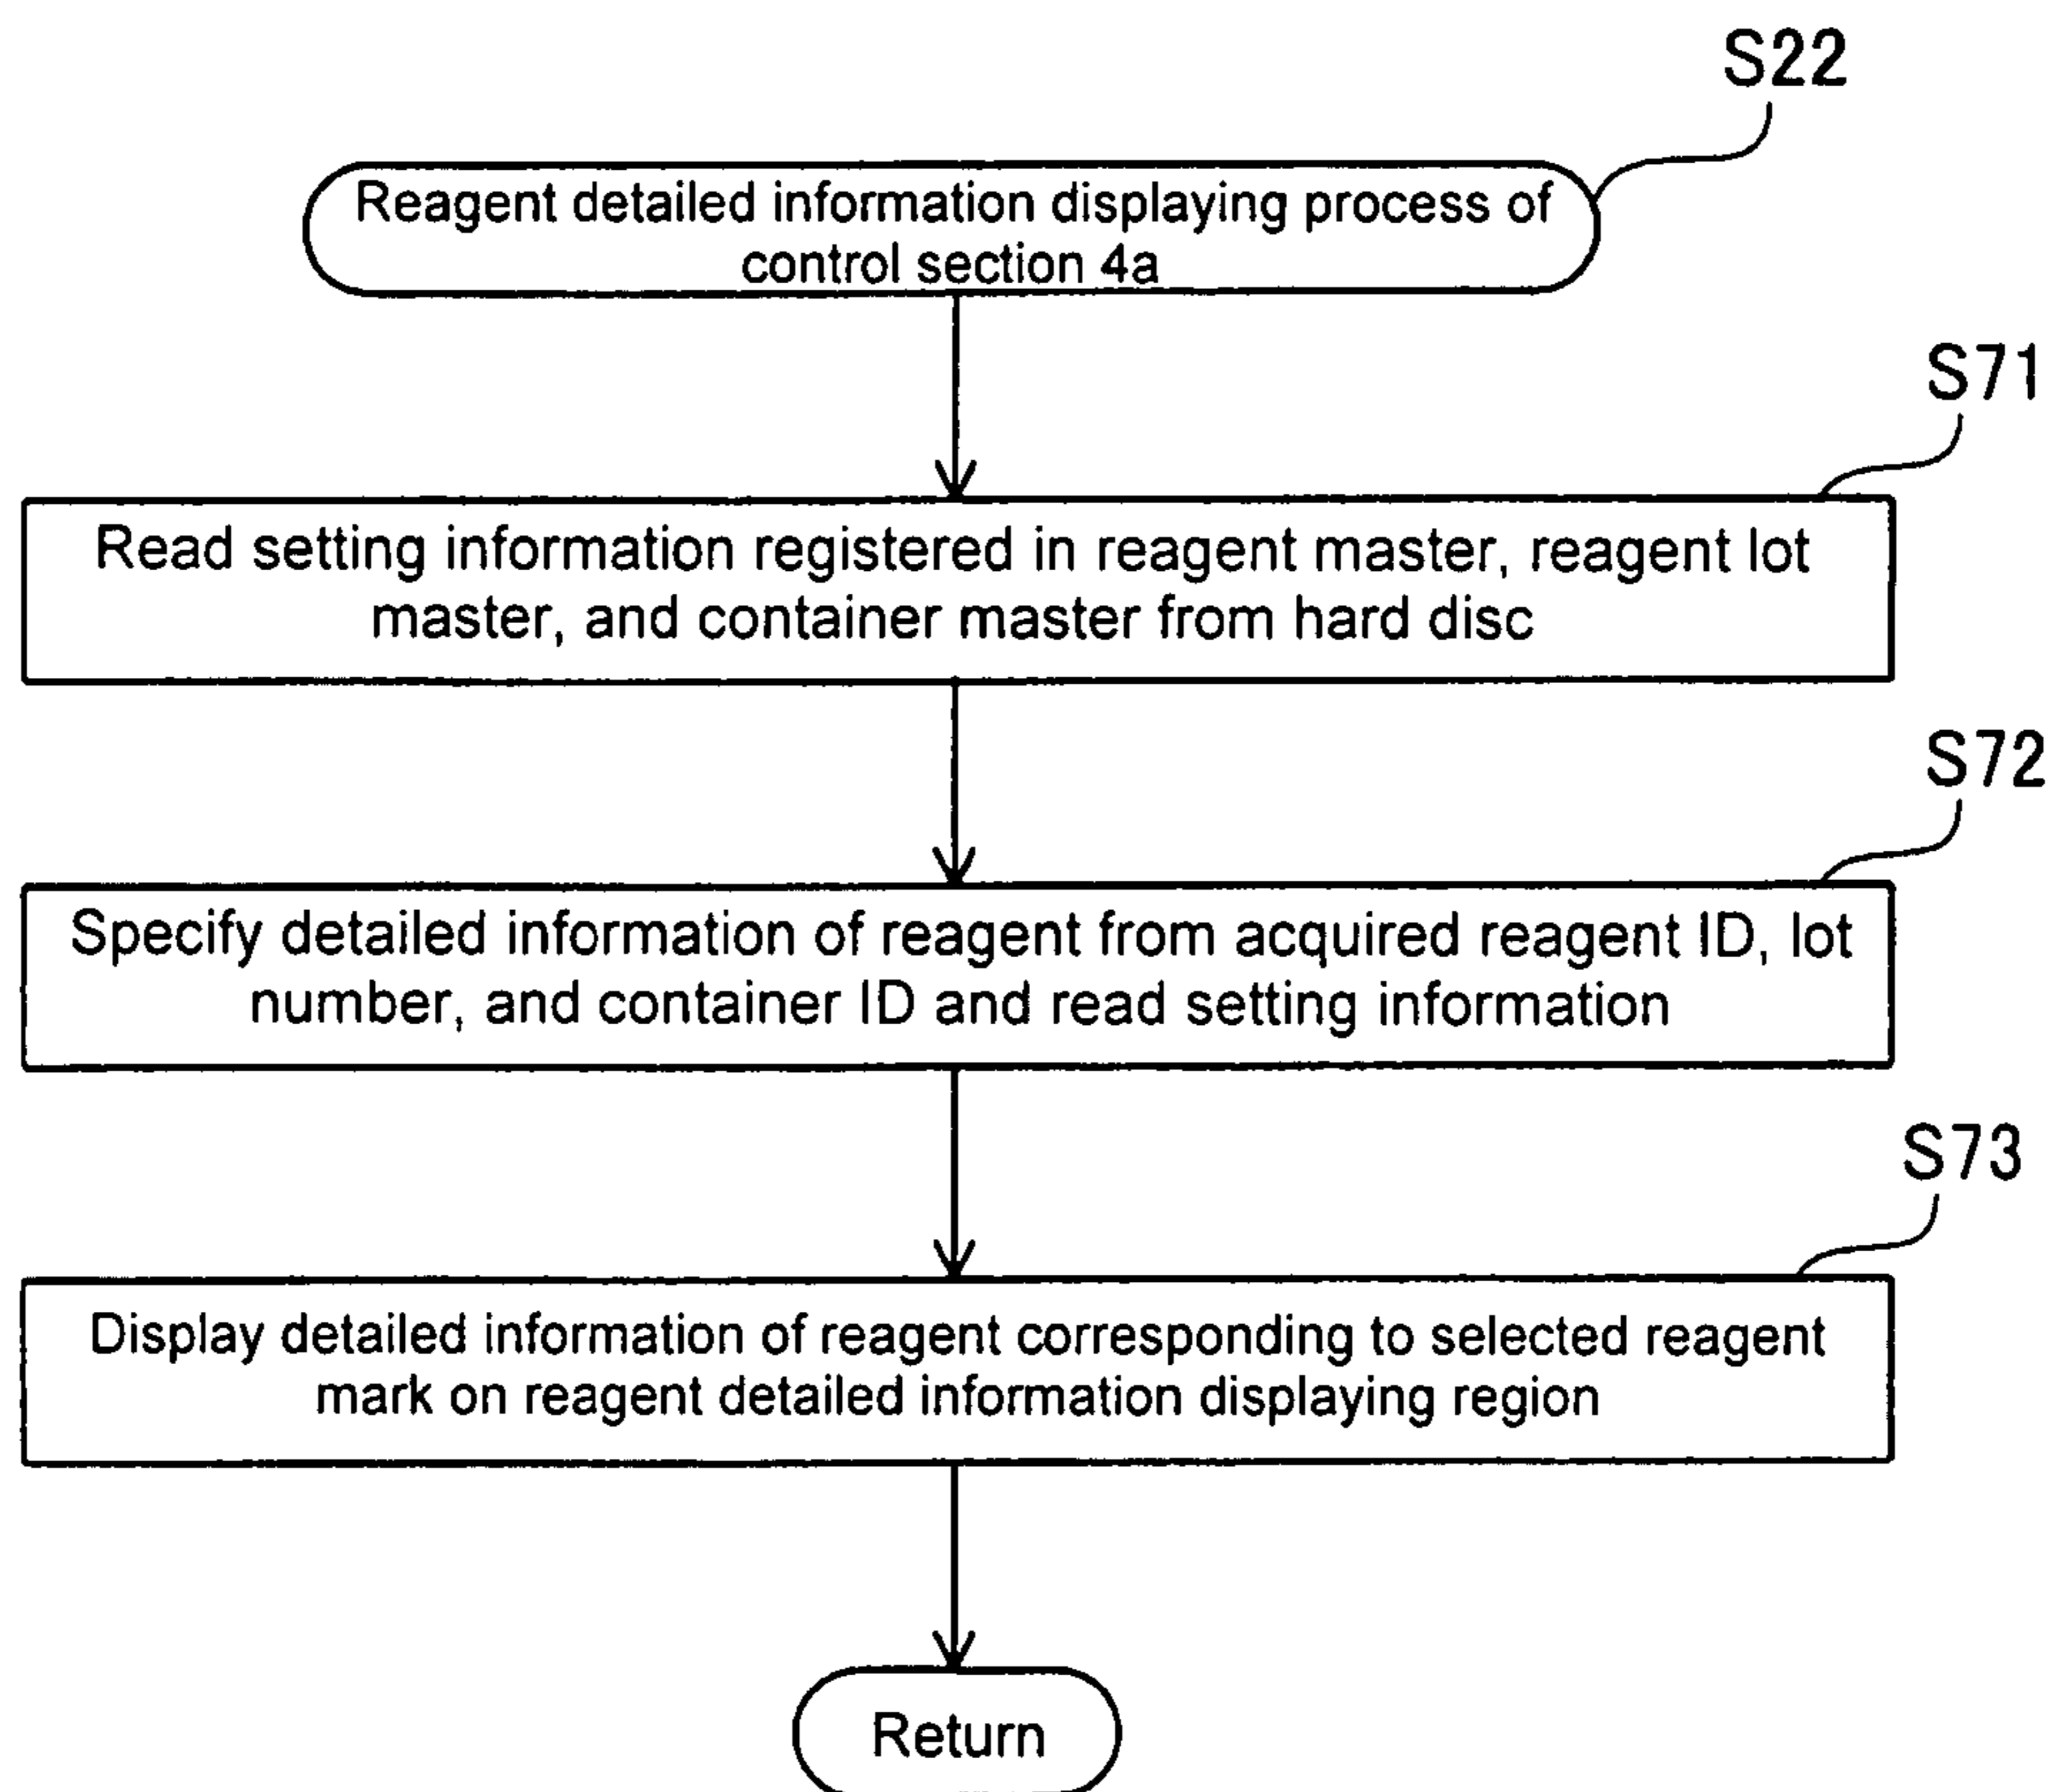 S22
Reagent detailed information displaying process of
control section 4a
S71
Read setting information registered in reagent master, reagent lot
master, and container master from hard disc
S72
Specify detailed information of reagent from acquired reagent ID, lot
number, and container ID and read setting information
S73
Display detailed information of reagent corresponding to selected reagent
mark on reagent detailed information displaying region
Return